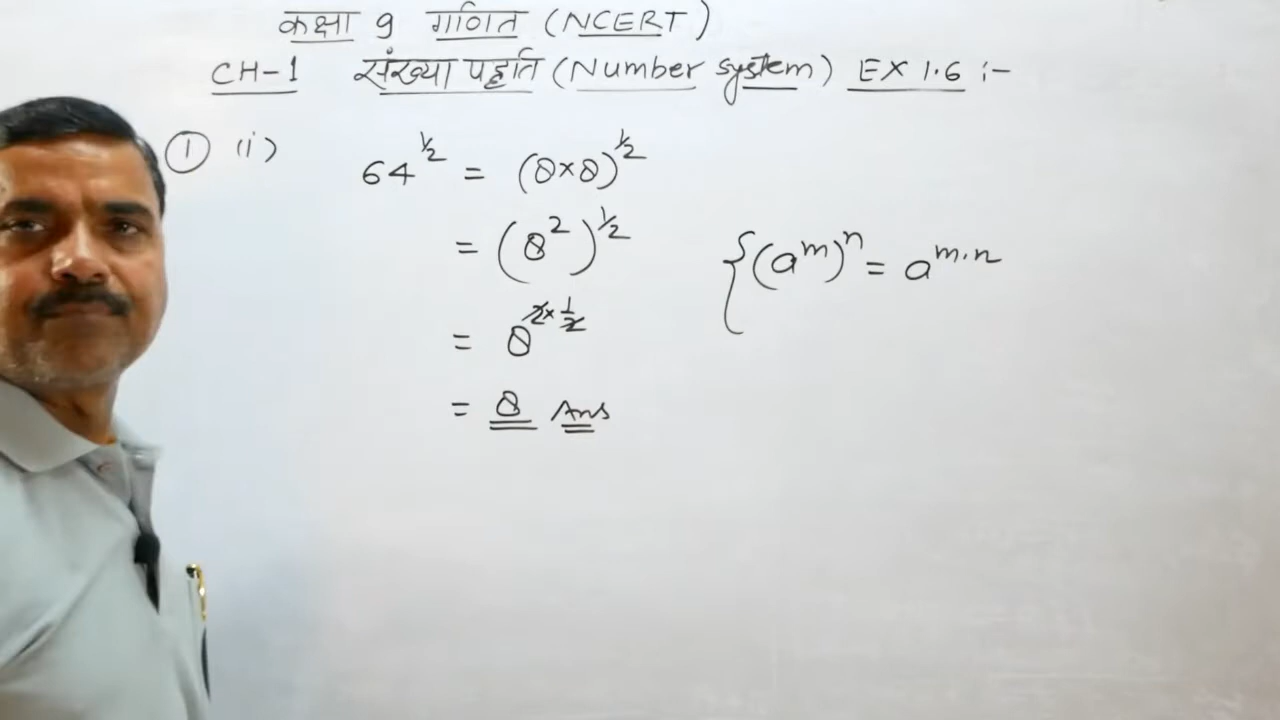 कक्षा 9 गणित (NCERT)
CH-1 संख्या पद्धति (Number system) EX 1.6 :-
① (i) 64^½ = (8×8)^½
= (8²)^½ {(a^m)^n = a^m·n
= 8^2×½
= 8 Ans